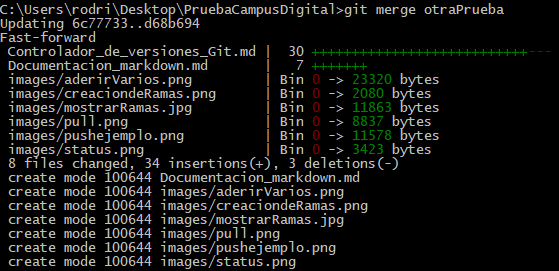 C:\Users\rodri\Desktop\PruebaCampusDigital>git merge otraPrueba
Updating 6c77733..d68b694
Fast-forward
 Controlador_de_versiones_Git.md | 30 +++++++++++++++++++++++++++---
 Documentacion_markdown.md | 7 +++++++
 images/aderirVarios.png | Bin 0 -> 23320 bytes
 images/creaciondeRamas.png | Bin 0 -> 2080 bytes
 images/mostrarRamas.jpg | Bin 0 -> 11863 bytes
 images/pull.png | Bin 0 -> 8837 bytes
 images/pushejemplo.png | Bin 0 -> 11578 bytes
 images/status.png | Bin 0 -> 3423 bytes
 8 files changed, 34 insertions(+), 3 deletions(-)
 create mode 100644 Documentacion_markdown.md
 create mode 100644 images/aderirVarios.png
 create mode 100644 images/creaciondeRamas.png
 create mode 100644 images/mostrarRamas.jpg
 create mode 100644 images/pull.png
 create mode 100644 images/pushejemplo.png
 create mode 100644 images/status.png